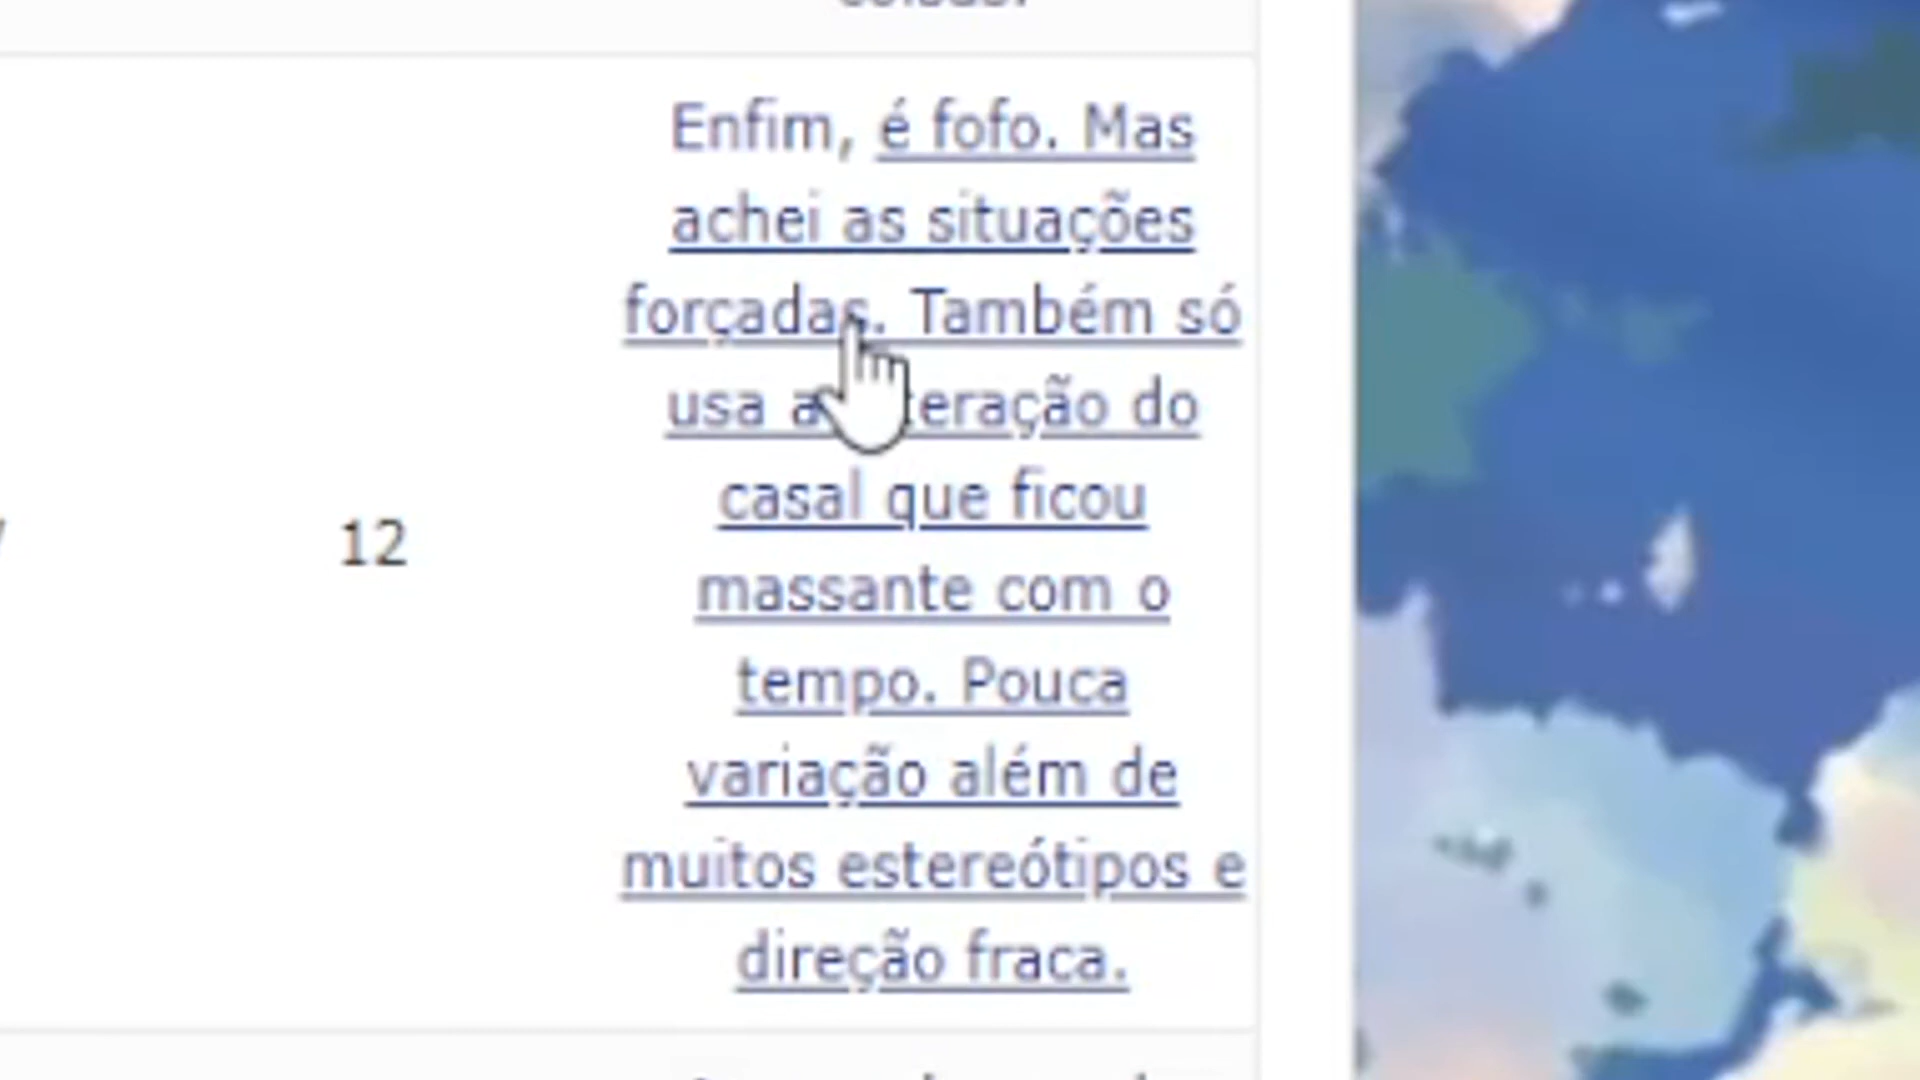 Enfim, é fofo. Mas
achei as situações
forçadas. Também só
usa a do
casal que ficou
massante com o
12
tempo. Pouca
variação além de
muitos estereótipos e
direção fraca.